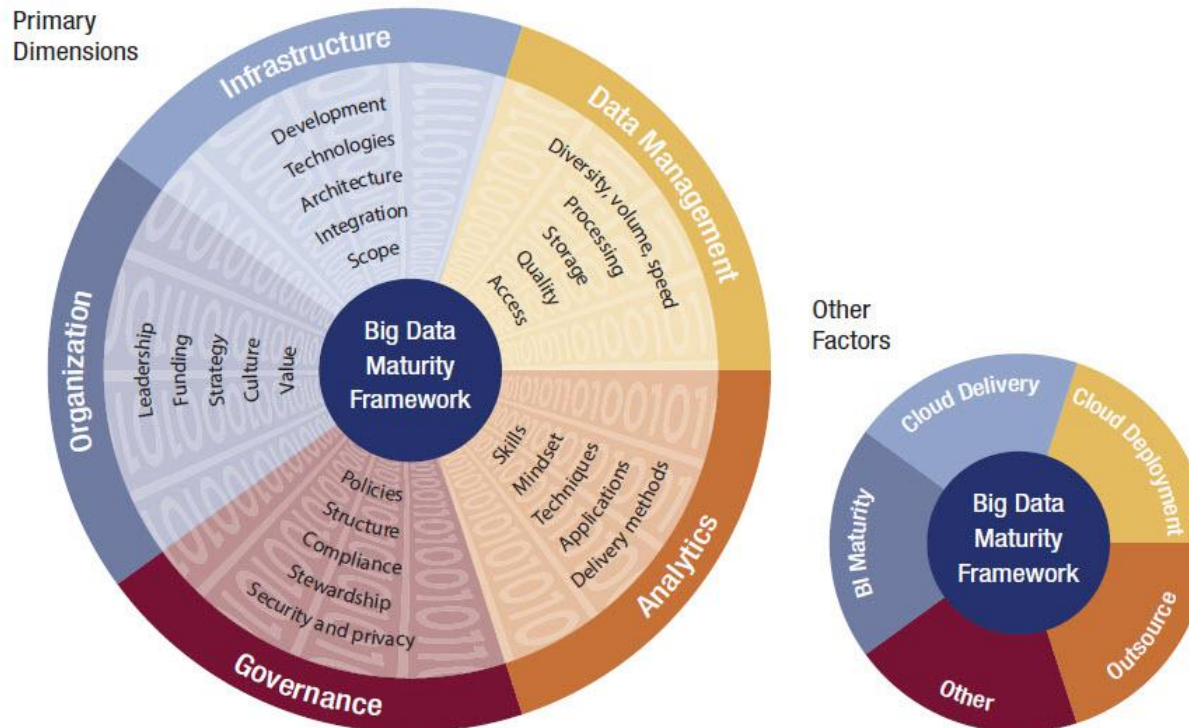 Primary
Dimensions
Infrastructure
Development
Technologies
Architecture
Integration
Scope
Data Management
Diversity, volume, speed
Processing
Storage
Quality
Access
Organization
Leadership
Funding
Strategy
Culture
Value
Big Data
Maturity
Framework
Skills
Mindset
Techniques
Applications
Delivery methods
Analytics
Policies
Structure
Compliance
Stewardship
Security and privacy
Governance
Other
Factors
Cloud Delivery
Cloud Deployment
BI Maturity
Big Data
Maturity
Framework
Outsource
Other